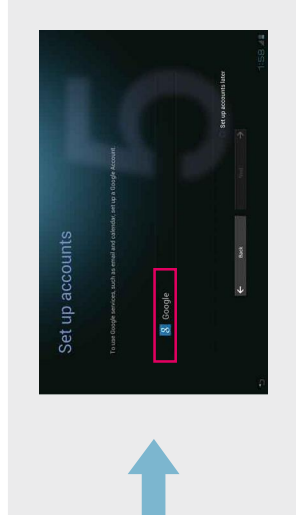 Set up accounts
To use Google services, such as email and calendar, set up a Google Account.
g Google
Set up accounts later
Back
Next
1:58